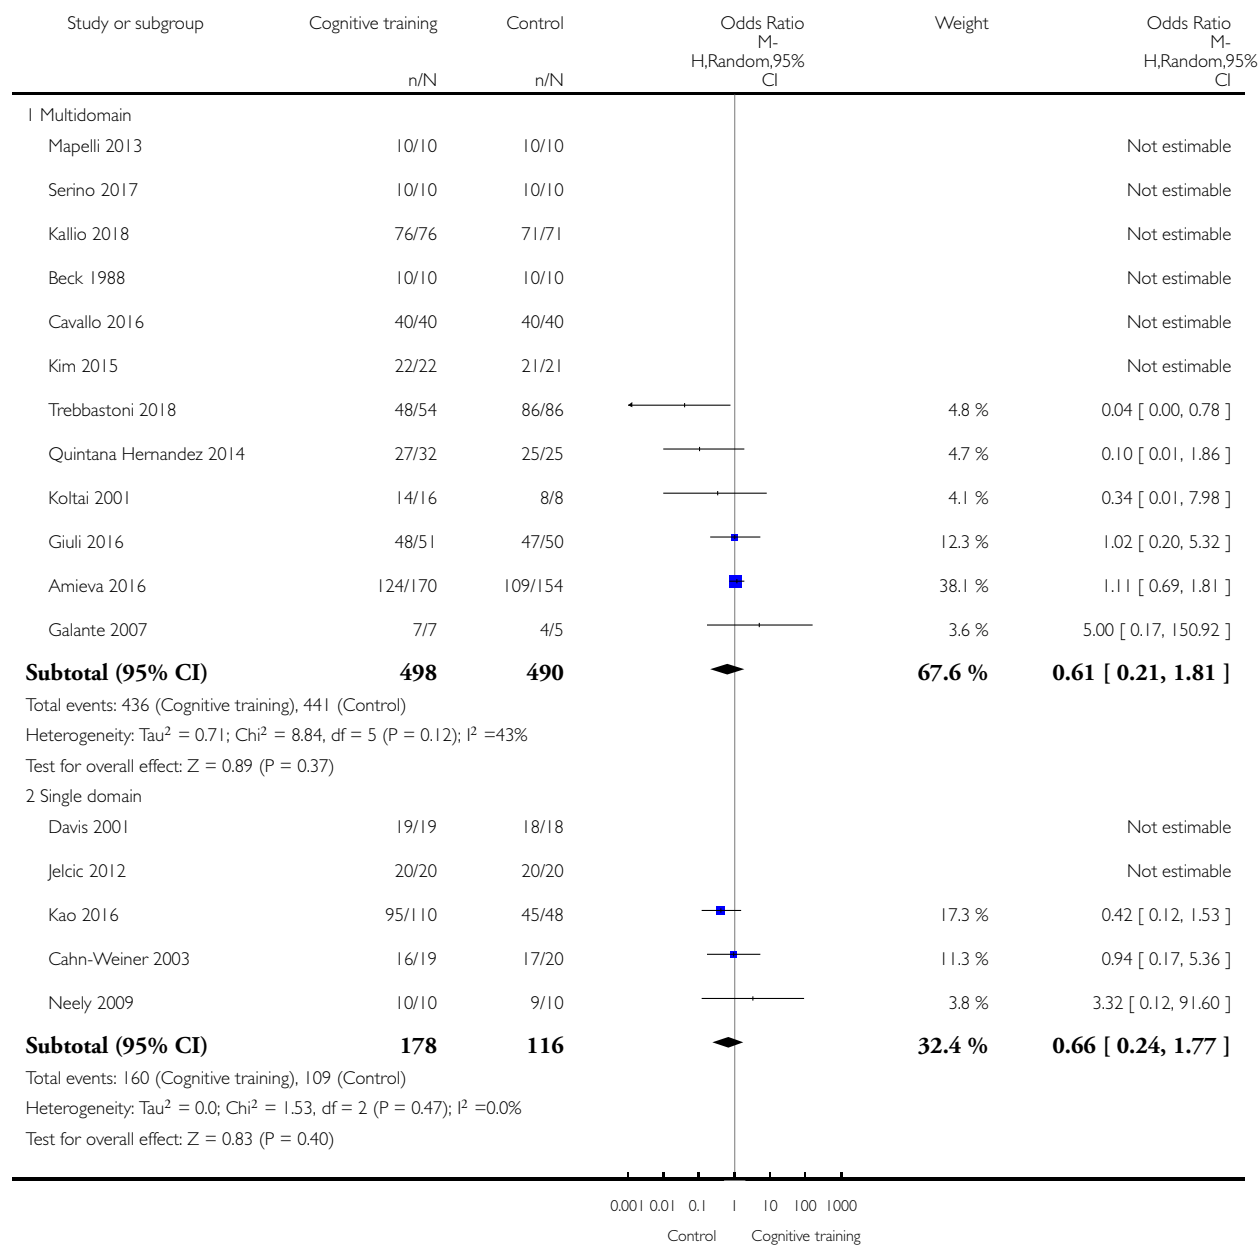 Study or subgroup Cognitive training Control Odds Ratio Weight Odds Ratio
M- M-
H,Random,95% H,Random,95%
n/N n/N CI CI
1 Multidomain
Mapelli 2013 10/10 10/10 Not estimable
Serino 2017 10/10 10/10 Not estimable
Kallio 2018 76/76 71/71 Not estimable
Beck 1988 10/10 10/10 Not estimable
Cavallo 2016 40/40 40/40 Not estimable
Kim 2015 22/22 21/21 Not estimable
Trebbastoni 2018 48/54 86/86 4.8 % 0.04 [ 0.00, 0.78 ]
Quintana Hernandez 2014 27/32 25/25 4.7 % 0.10 [ 0.01, 1.86 ]
Koltai 2001 14/16 8/8 4.1 % 0.34 [ 0.01, 7.98 ]
Giuli 2016 48/51 47/50 12.3 % 1.02 [ 0.20, 5.32 ]
Amieva 2016 124/170 109/154 38.1 % 1.11 [ 0.69, 1.81 ]
Galante 2007 7/7 4/5 3.6 % 5.00 [ 0.17, 150.92 ]
Subtotal (95% CI) 498 490 67.6 % 0.61 [ 0.21, 1.81 ]
Total events: 436 (Cognitive training), 441 (Control)
Heterogeneity: Tau² = 0.71; Chi² = 8.84, df = 5 (P = 0.12); I² =43%
Test for overall effect: Z = 0.89 (P = 0.37)
2 Single domain
Davis 2001 19/19 18/18 Not estimable
Jelcic 2012 20/20 20/20 Not estimable
Kao 2016 95/110 45/48 17.3 % 0.42 [ 0.12, 1.53 ]
Cahn-Weiner 2003 16/19 17/20 11.3 % 0.94 [ 0.17, 5.36 ]
Neely 2009 10/10 9/10 3.8 % 3.32 [ 0.12, 91.60 ]
Subtotal (95% CI) 178 116 32.4 % 0.66 [ 0.24, 1.77 ]
Total events: 160 (Cognitive training), 109 (Control)
Heterogeneity: Tau² = 0.0; Chi² = 1.53, df = 2 (P = 0.47); I² =0.0%
Test for overall effect: Z = 0.83 (P = 0.40)
0.001 0.01 0.1 1 10 100 1000
Control Cognitive training